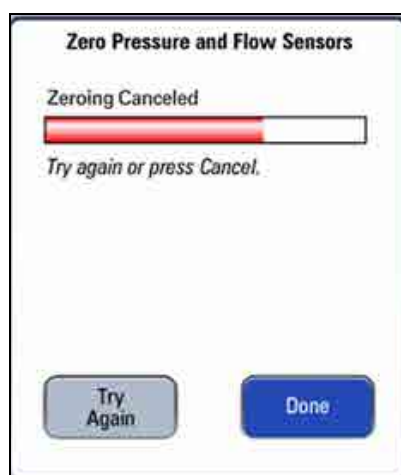 Zero Pressure and Flow Sensors
Zeroing Canceled
Try again or press Cancel.
Try
Again
Done